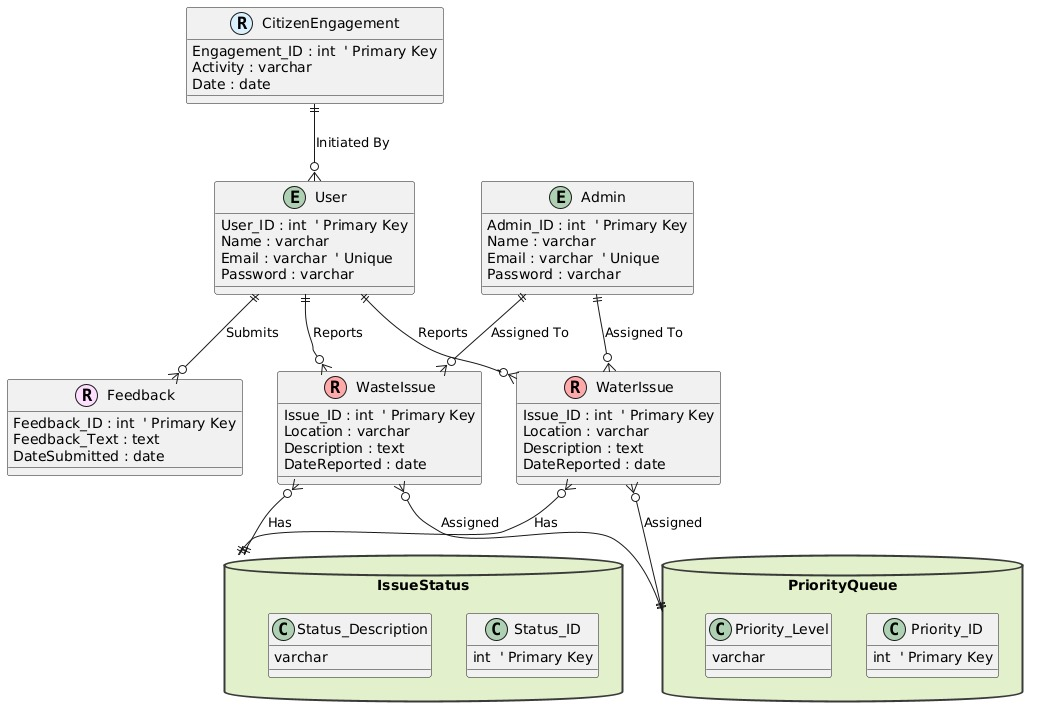 R CitizenEngagement
Engagement_ID : int ' Primary Key
Activity : varchar
Date : date
Initiated By
E User
User_ID : int ' Primary Key
Name : varchar
Email : varchar ' Unique
Password : varchar
E Admin
Admin_ID : int ' Primary Key
Name : varchar
Email : varchar ' Unique
Password : varchar
Submits
Reports
Reports
Assigned To
Assigned To
R Feedback
Feedback_ID : int ' Primary Key
Feedback_Text : text
DateSubmitted : date
R WasteIssue
Issue_ID : int ' Primary Key
Location : varchar
Description : text
DateReported : date
R WaterIssue
Issue_ID : int ' Primary Key
Location : varchar
Description : text
DateReported : date
Has
Assigned
Has
Assigned
IssueStatus
C Status_Description
varchar
C Status_ID
int ' Primary Key
PriorityQueue
C Priority_Level
varchar
C Priority_ID
int ' Primary Key